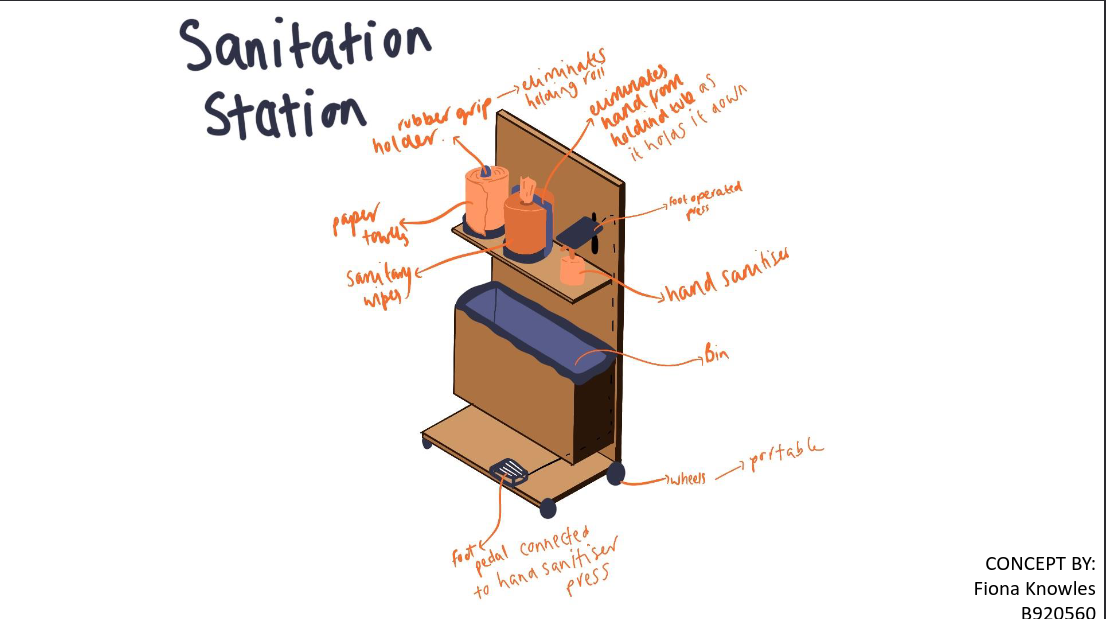 Sanitation
Station
rubber grip → eliminates
holding roll
holder.
eliminates
hand from
holding tub as
it holds it down
foot operated
press
paper
towels
sanitary
wipes
hand sanitiser
Bin
wheels → portable
foot
pedal connected
to hand sanitiser
press
CONCEPT BY:
Fiona Knowles
B920560